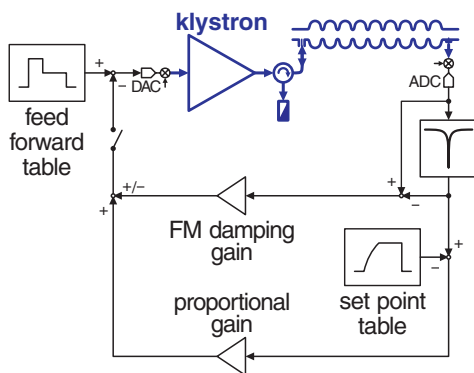 klystron
+
−
DAC
ADC
feed
forward
table
+
−
+/−
+
FM damping
gain
+
−
set point
table
proportional
gain